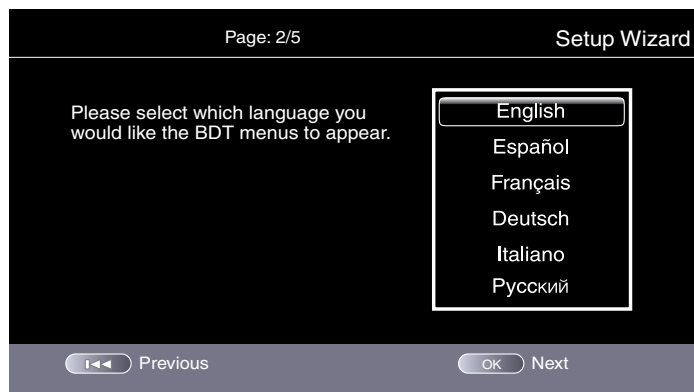 Page: 2/5
Setup Wizard
Please select which language you
would like the BDT menus to appear.
English
Español
Français
Deutsch
Italiano
Русский
Previous
OK Next